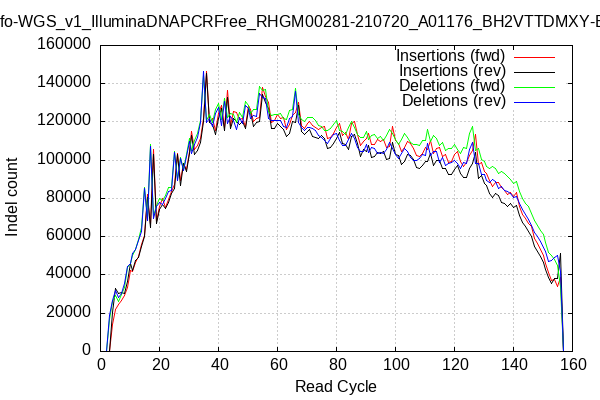 fo-WGS_v1_IlluminaDNAPCRFree_RHGM00281-210720_A01176_BH2VTTDMXY-E
160000
140000
120000
100000
80000
60000
40000
20000
0
Indel count
Insertions (fwd)
Insertions (rev)
Deletions (fwd)
Deletions (rev)
0 20 40 60 80 100 120 140 160
Read Cycle